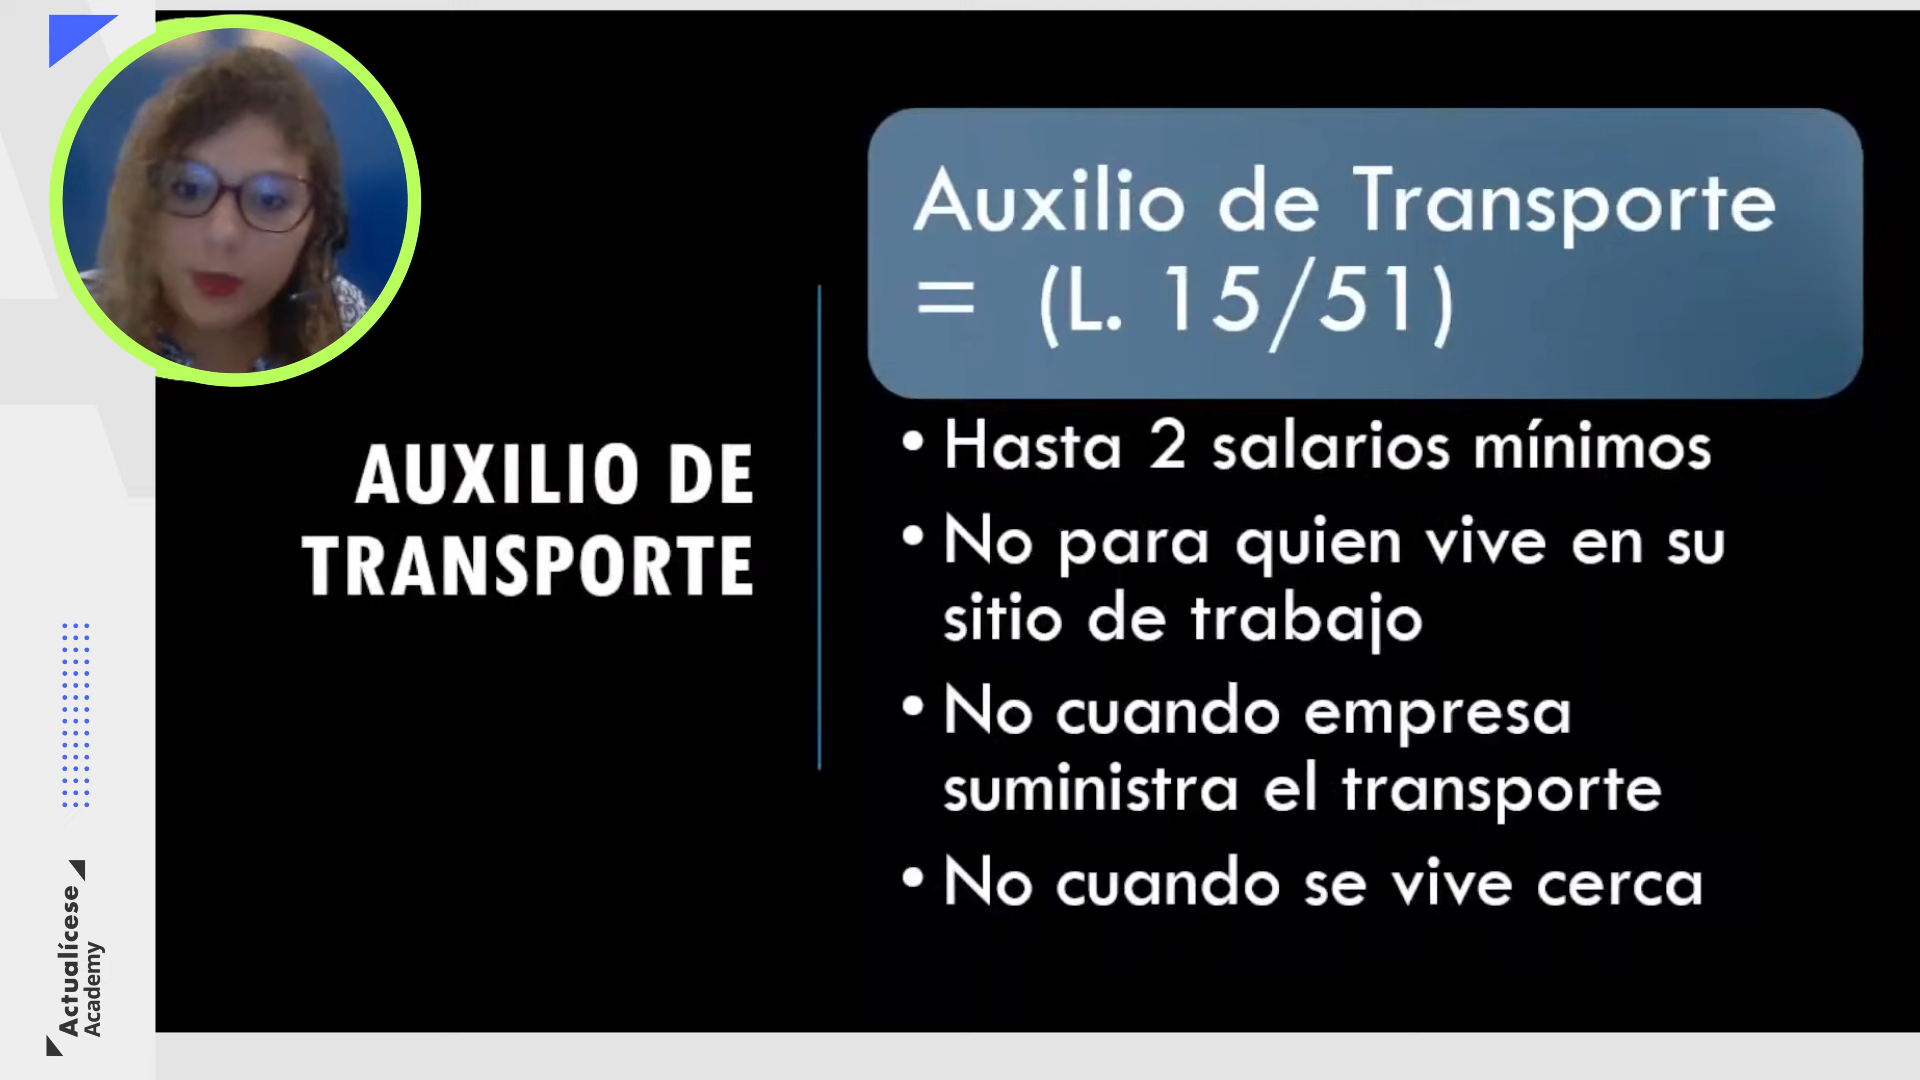 AUXILIO DE
TRANSPORTE
Auxilio de Transporte
= (L. 15/51)
• Hasta 2 salarios mínimos
• No para quien vive en su
sitio de trabajo
• No cuando empresa
suministra el transporte
• No cuando se vive cerca
Actualícese
Academy